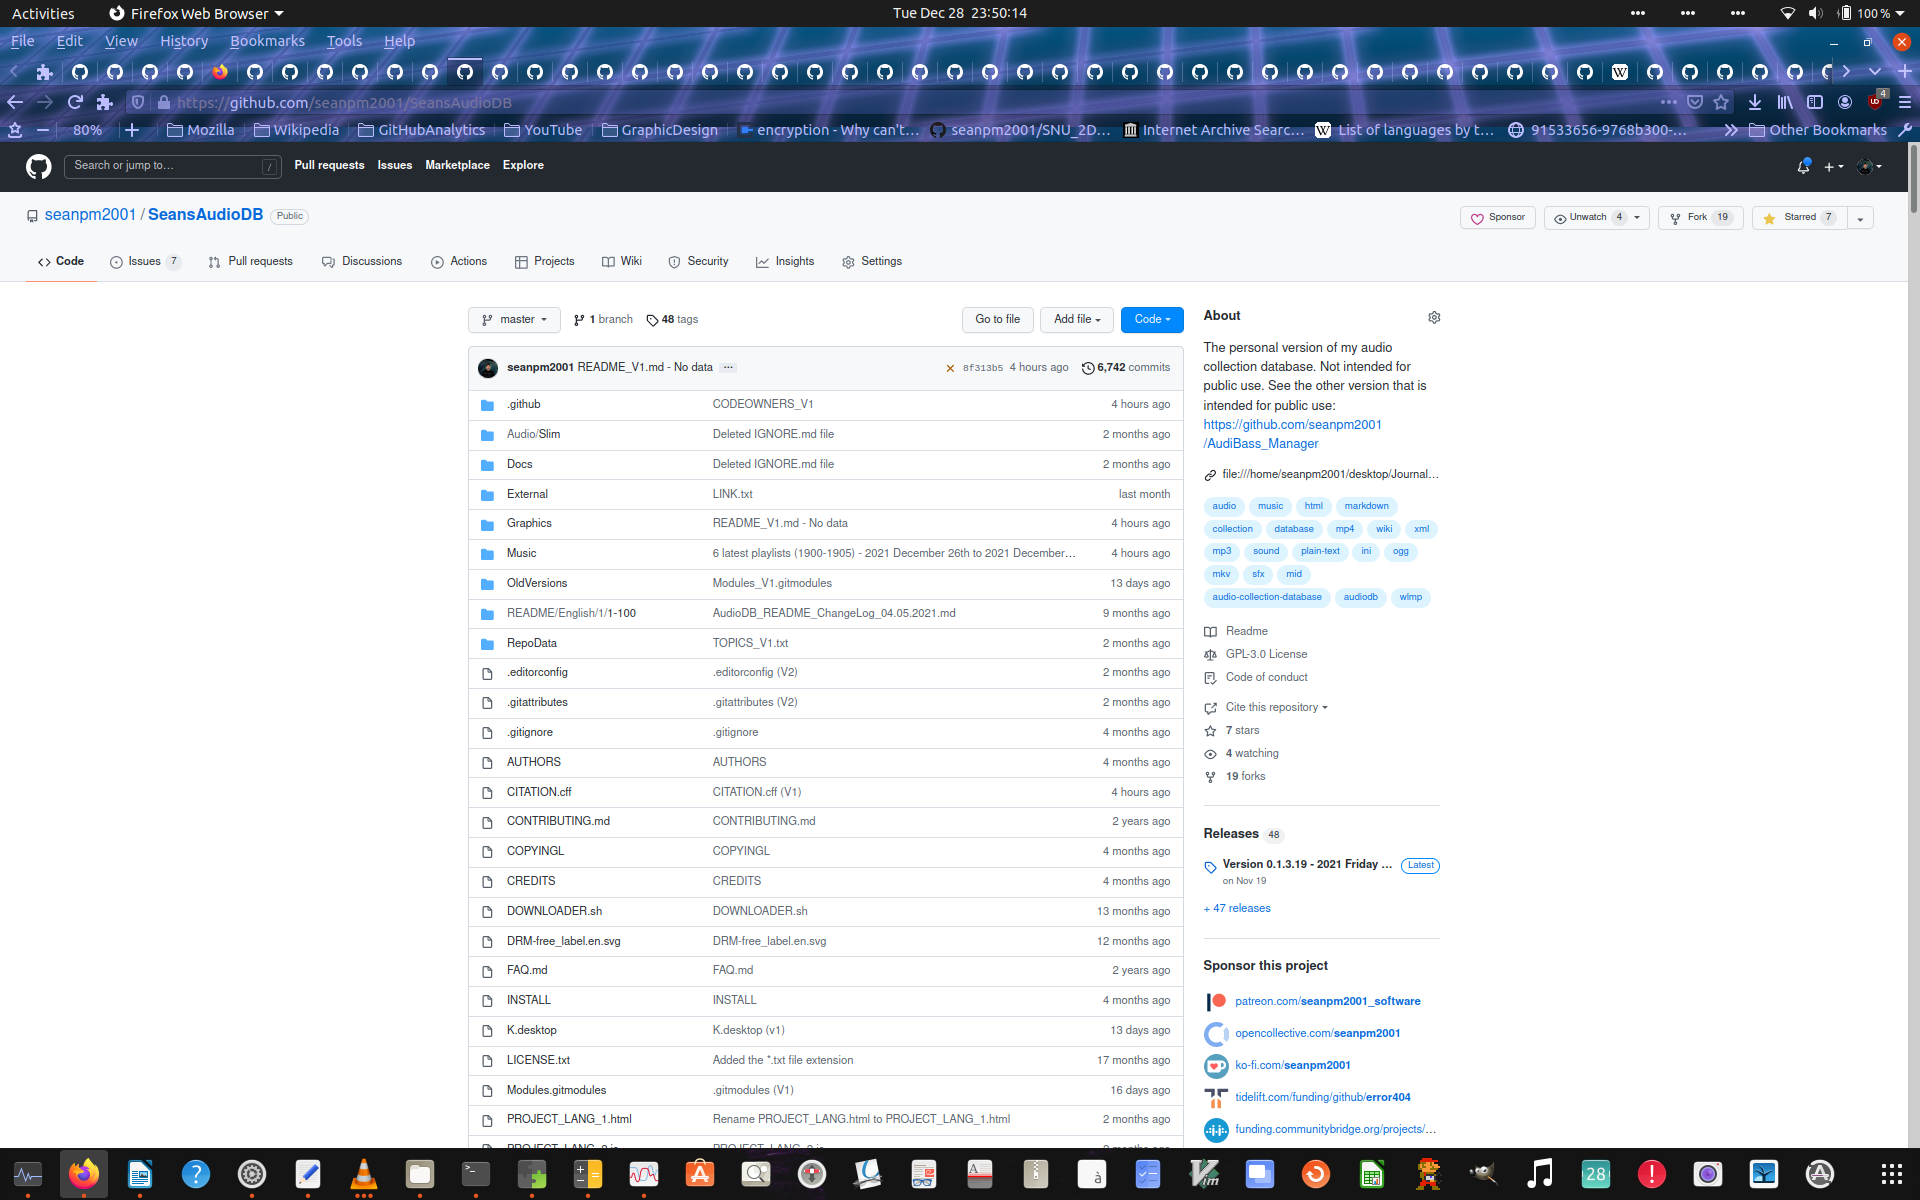 Activities Firefox Web Browser Tue Dec 28 23:50:14 100 %
File Edit View History Bookmarks Tools Help
https://github.com/seanpm2001/SeansAudioDB 4
80% Mozilla Wikipedia GitHubAnalytics YouTube GraphicDesign encryption - Why can't… seanpm2001/SNU_2D… Internet Archive Searc… List of languages by t… 91533656-9768b300-… Other Bookmarks
Search or jump to… / Pull requests Issues Marketplace Explore
seanpm2001 / SeansAudioDB Public Sponsor Unwatch 4 Fork 19 Starred 7
Code Issues 7 Pull requests Discussions Actions Projects Wiki Security Insights Settings
master 1 branch 48 tags Go to file Add file Code
seanpm2001 README_V1.md - No data … 8f313b5 4 hours ago 6,742 commits
.github CODEOWNERS_V1 4 hours ago
Audio/Slim Deleted IGNORE.md file 2 months ago
Docs Deleted IGNORE.md file 2 months ago
External LINK.txt last month
Graphics README_V1.md - No data 4 hours ago
Music 6 latest playlists (1900-1905) - 2021 December 26th to 2021 December… 4 hours ago
OldVersions Modules_V1.gitmodules 13 days ago
README/English/1/1-100 AudioDB_README_ChangeLog_04.05.2021.md 9 months ago
RepoData TOPICS_V1.txt 2 months ago
.editorconfig .editorconfig (V2) 2 months ago
.gitattributes .gitattributes (V2) 2 months ago
.gitignore .gitignore 4 months ago
AUTHORS AUTHORS 4 months ago
CITATION.cff CITATION.cff (V1) 4 hours ago
CONTRIBUTING.md CONTRIBUTING.md 2 years ago
COPYINGL COPYINGL 4 months ago
CREDITS CREDITS 4 months ago
DOWNLOADER.sh DOWNLOADER.sh 13 months ago
DRM-free_label.en.svg DRM-free_label.en.svg 12 months ago
FAQ.md FAQ.md 2 years ago
INSTALL INSTALL 4 months ago
K.desktop K.desktop (v1) 13 days ago
LICENSE.txt Added the *.txt file extension 17 months ago
Modules.gitmodules .gitmodules (V1) 16 days ago
PROJECT_LANG_1.html Rename PROJECT_LANG.html to PROJECT_LANG_1.html 2 months ago
About
The personal version of my audio
collection database. Not intended for
public use. See the other version that is
intended for public use:
https://github.com/seanpm2001
/AudiBass_Manager
file:///home/seanpm2001/desktop/Journal…
audio music html markdown
collection database mp4 wiki xml
mp3 sound plain-text ini ogg
mkv sfx mid
audio-collection-database audiodb wlmp
Readme
GPL-3.0 License
Code of conduct
Cite this repository
7 stars
4 watching
19 forks
Releases 48
Version 0.1.3.19 - 2021 Friday … Latest
on Nov 19
+ 47 releases
Sponsor this project
patreon.com/seanpm2001_software
opencollective.com/seanpm2001
ko-fi.com/seanpm2001
tidelift.com/funding/github/error404
funding.communitybridge.org/projects/…
28